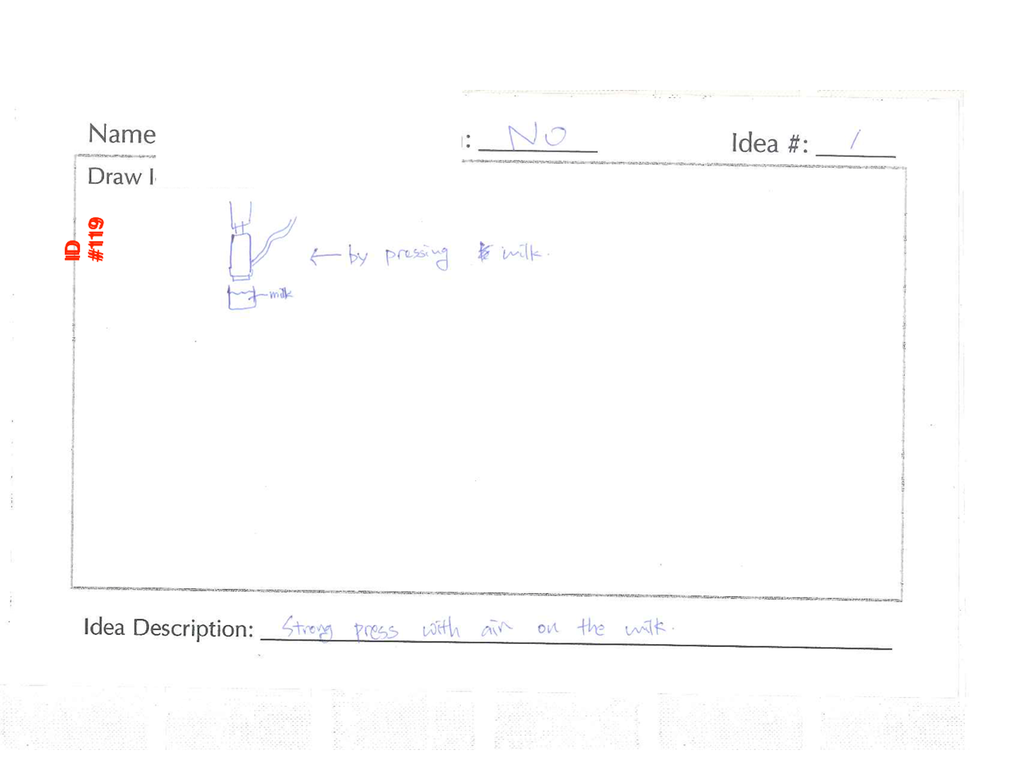 Name : NO Idea #: 1
Draw I
ID
#119
← by pressing milk.
milk
Idea Description: Strong press with air on the milk.